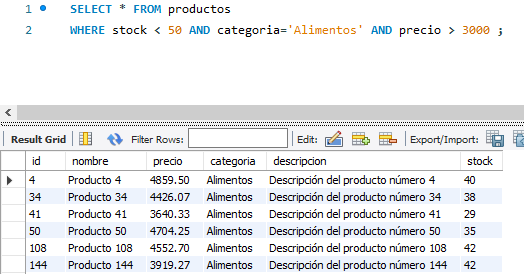 1 SELECT * FROM productos
2 WHERE stock < 50 AND categoria='Alimentos' AND precio > 3000 ;
Result Grid Filter Rows: Edit: Export/Import:
id nombre precio categoria descripcion stock
4 Producto 4 4859.50 Alimentos Descripción del producto número 4 40
34 Producto 34 4426.07 Alimentos Descripción del producto número 34 38
41 Producto 41 3640.33 Alimentos Descripción del producto número 41 29
50 Producto 50 4704.25 Alimentos Descripción del producto número 50 35
108 Producto 108 4552.70 Alimentos Descripción del producto número 108 42
144 Producto 144 3919.27 Alimentos Descripción del producto número 144 42